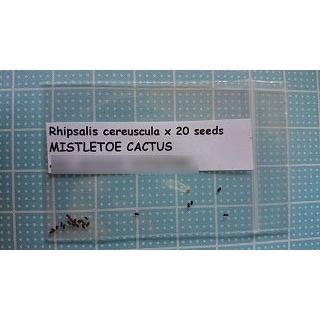 Rhipsalis cereuscula x 20 seeds
MISTLETOE CACTUS